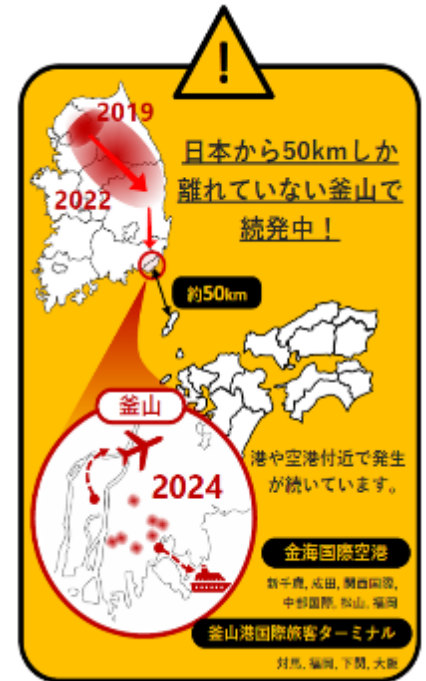 !
2019
日本から50kmしか
離れていない釜山で
続発中！
2022
約50km
釜山
2024
港や空港付近で発生
が続いています。
金海国際空港
新千歳, 成田, 関西国際,
中部国際, 松山, 福岡
釜山港国際旅客ターミナル
対馬, 福岡, 下関, 大阪